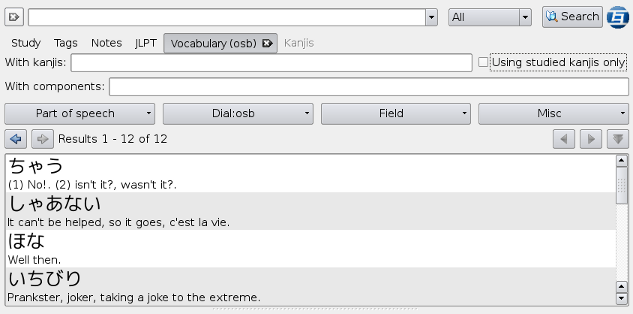 All
Search
Study Tags Notes JLPT Vocabulary (osb) Kanjis
With kanjis: Using studied kanjis only
With components:
Part of speech Dial:osb Field Misc
Results 1 - 12 of 12
ちゃう
(1) No!. (2) isn't it?, wasn't it?.
しゃあない
It can't be helped, so it goes, c'est la vie.
ほな
Well then.
いちびり
Prankster, joker, taking a joke to the extreme.